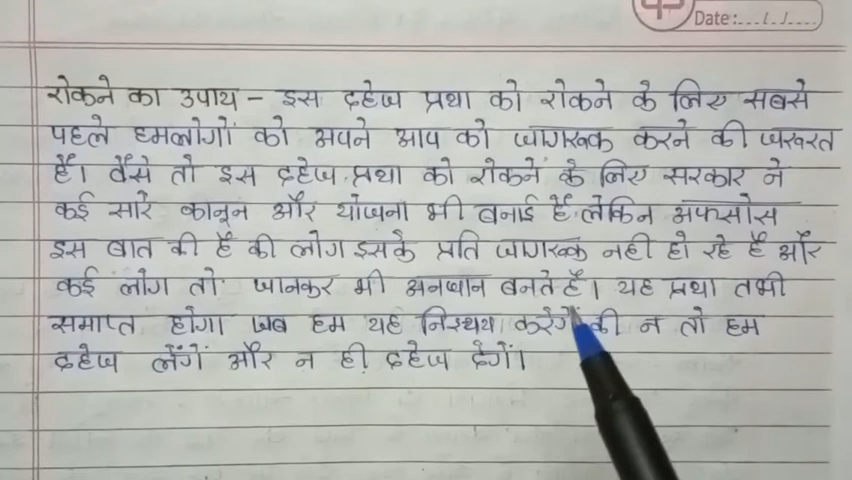 Date:...../...../.....
रोकने का उपाय – इस दहेज प्रथा को रोकने के लिए सबसे
पहले हमलोगों को अपने आप को जागरूक करने की जरूरत
है। वैसे तो इस दहेज प्रथा को रोकने के लिए सरकार ने
कई सारे कानून और योजना भी बनाई हैं लेकिन अफसोस
इस बात की है की लोग इसके प्रति जागरूक नही हो रहे है और
कई लोग तो जानकर भी अनजान बनते है। यह प्रथा तभी
समाप्त होगा जब हम यह निश्चय करेगें की न तो हम
दहेज लेंगें और न ही दहेज देगें।